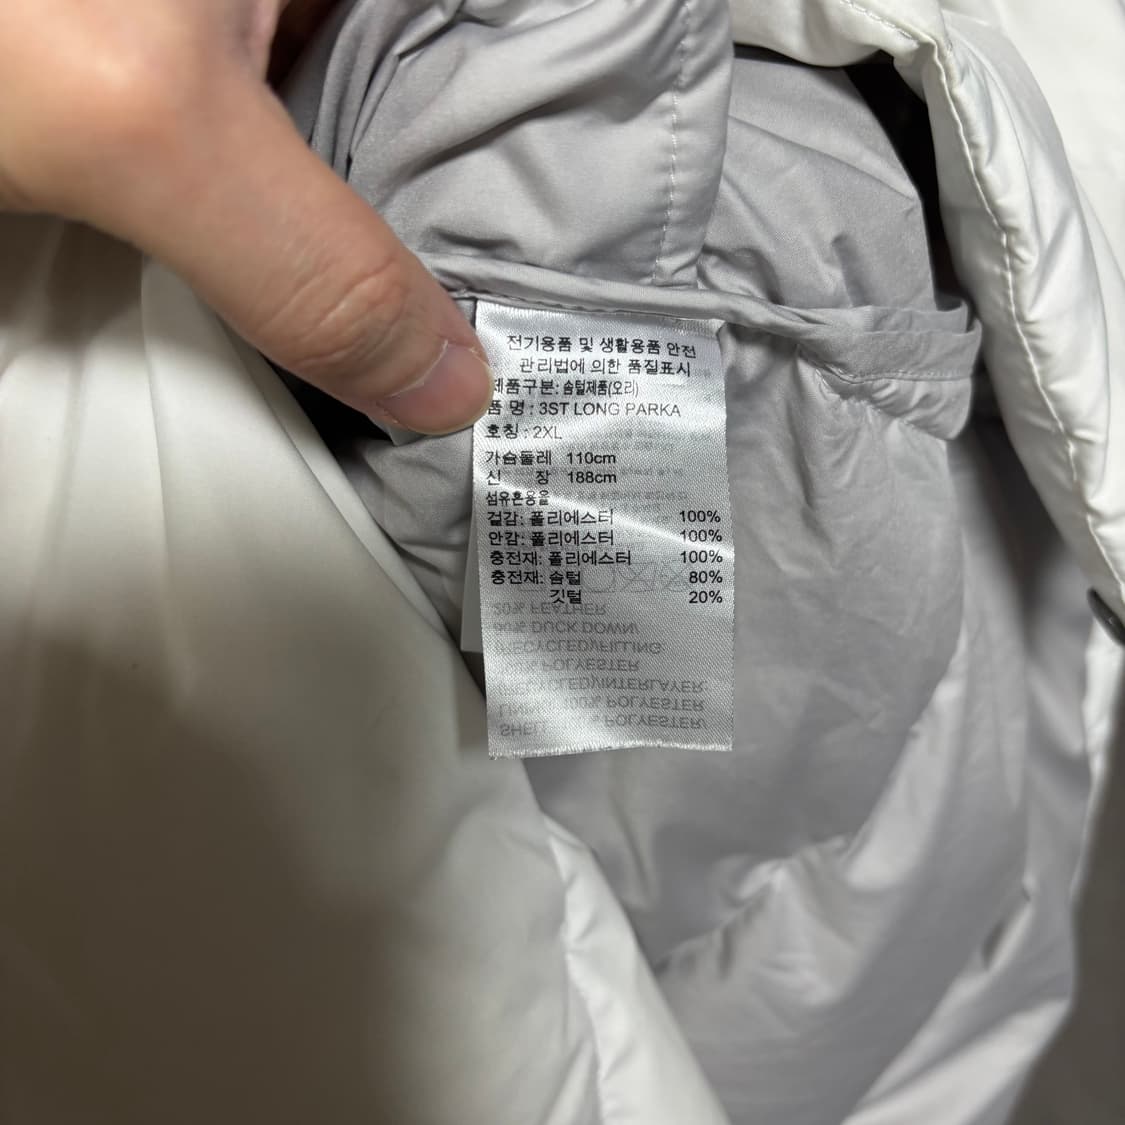 전기용품 및 생활용품 안전
관리법에 의한 품질표시
제품구분: 솜털제품(오리)
품 명 : 3ST LONG PARKA
호칭 : 2XL
가슴둘레 110cm
신 장 188cm
섬유혼용율
겉감: 폴리에스터 100%
안감: 폴리에스터 100%
충전재: 폴리에스터 100%
충전재: 솜털 80%
깃털 20%
20% FEATHER
80% DUCK DOWN/
(RECYCLED)/FILLING:
POLYESTER
(RECYCLED)/INTERLAYER:
100% POLYESTER
POLYESTER/